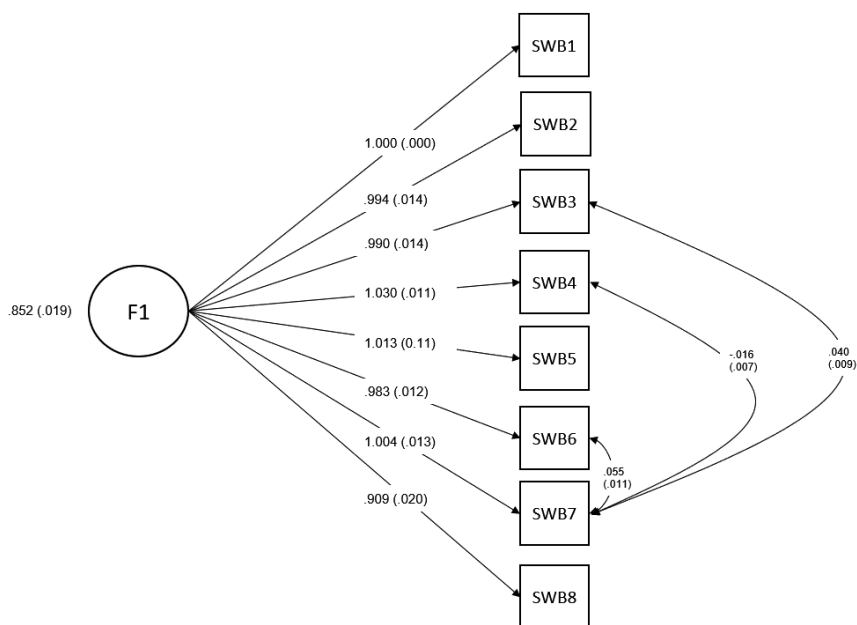 SWB1
SWB2
1.000 (.000)
.994 (.014)
SWB3
.990 (.014)
SWB4
1.030 (.011)
.852 (.019)
F1
1.013 (0.11)
SWB5
-.016
(.007)
.040
(.009)
.983 (.012)
SWB6
1.004 (.013)
.055
(.011)
.909 (.020)
SWB7
SWB8